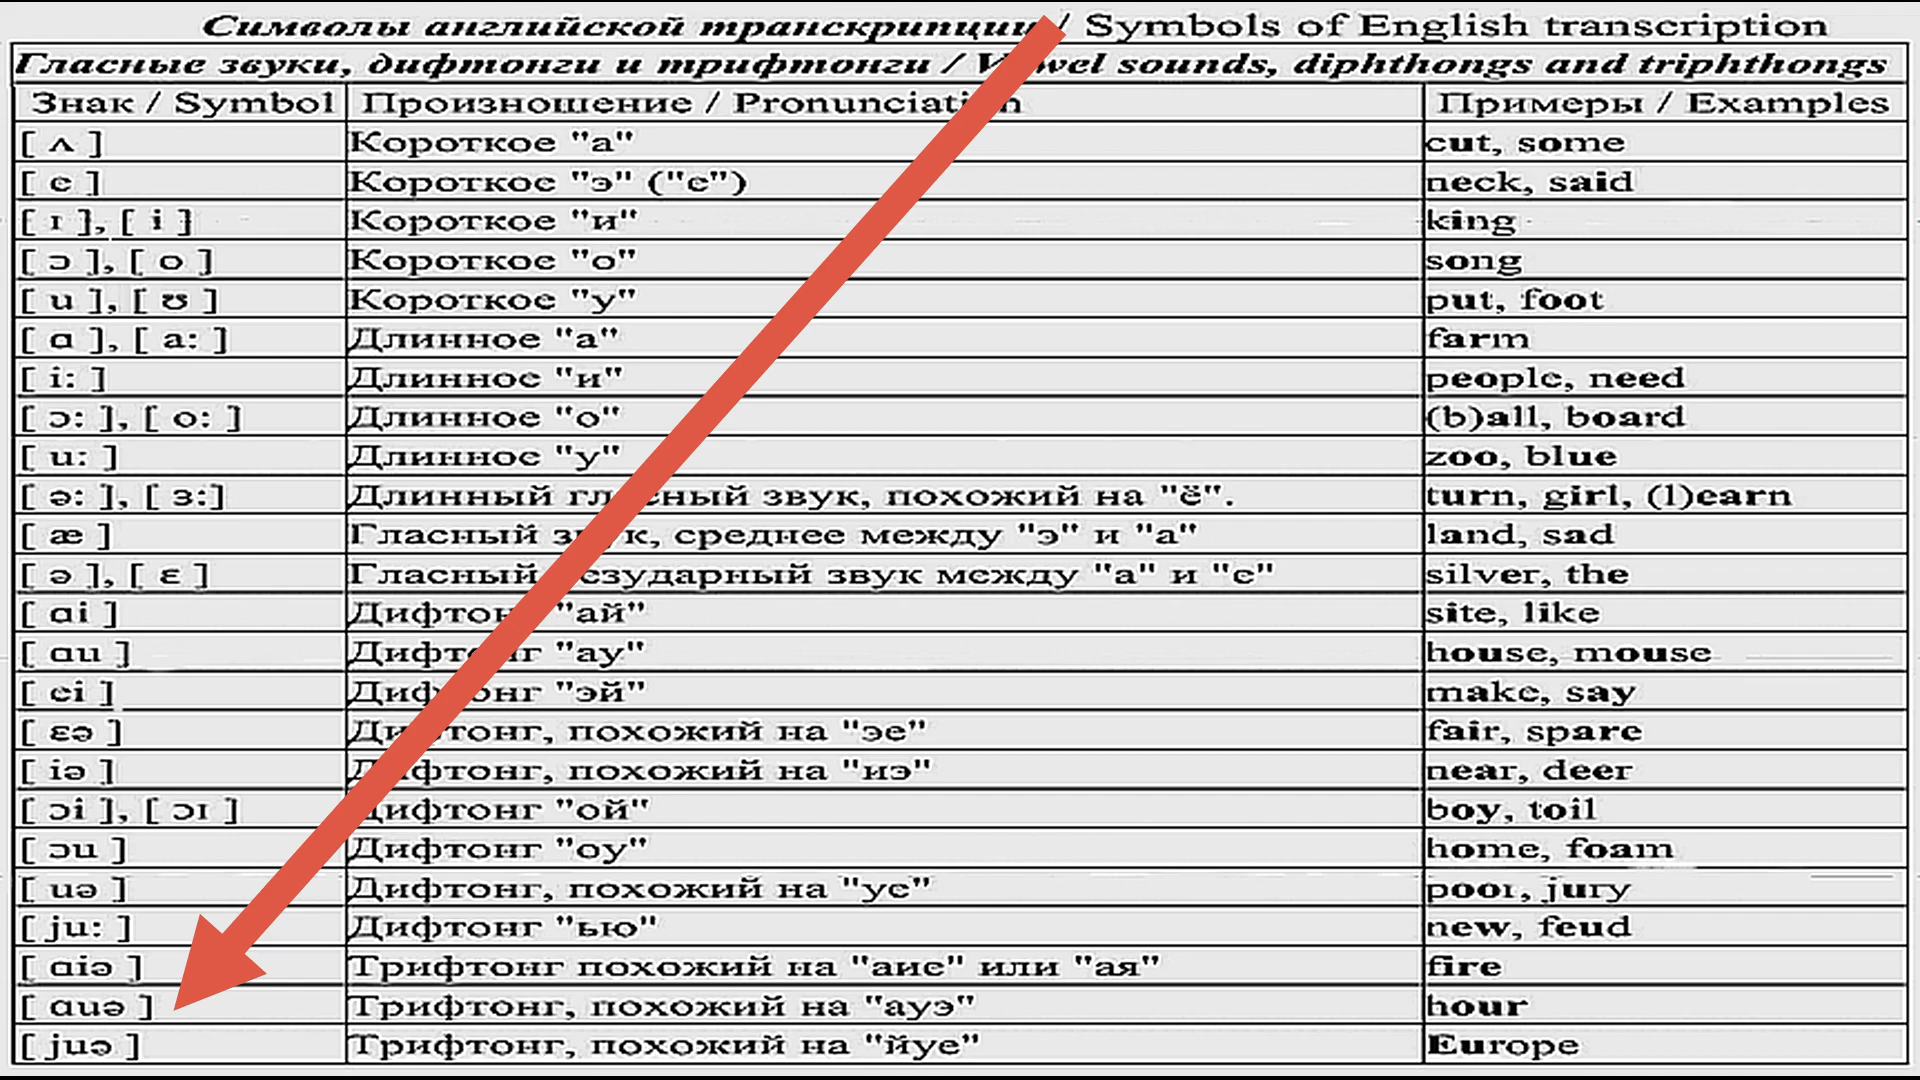 Символы английской транскрипции / Symbols of English transcription
Гласные звуки, дифтонги и трифтонги / Vowel sounds, diphthongs and triphthongs
Знак / Symbol Произношение / Pronunciation Примеры / Examples
[ ʌ ] Короткое "а" cut, some
[ e ] Короткое "э" ("е") neck, said
[ ɪ ], [ i ] Короткое "и" king
[ ɔ ], [ o ] Короткое "о" song
[ u ], [ ʊ ] Короткое "у" put, foot
[ ɑ ], [ a: ] Длинное "а" farm
[ i: ] Длинное "и" people, need
[ ɔ: ], [ o: ] Длинное "о" (b)all, board
[ u: ] Длинное "у" zoo, blue
[ ə: ], [ ɜ:] Длинный гласный звук, похожий на "ё". turn, girl, (l)earn
[ æ ] Гласный звук, среднее между "э" и "а" land, sad
[ ə ], [ ɛ ] Гласный безударный звук между "а" и "е" silver, the
[ ɑi ] Дифтонг "ай" site, like
[ ɑu ] Дифтонг "ау" house, mouse
[ ei ] Дифтонг "эй" make, say
[ ɛə ] Дифтонг, похожий на "эе" fair, spare
[ iə ] Дифтонг, похожий на "иэ" near, deer
[ ɔi ], [ ɔɪ ] Дифтонг "ой" boy, toil
[ ɔu ] Дифтонг "оу" home, foam
[ uə ] Дифтонг, похожий на "уе" poor, jury
[ ju: ] Дифтонг "ью" new, feud
[ ɑiə ] Трифтонг похожий на "аие" или "ая" fire
[ ɑuə ] Трифтонг, похожий на "ауэ" hour
[ juə ] Трифтонг, похожий на "йуе" Europe